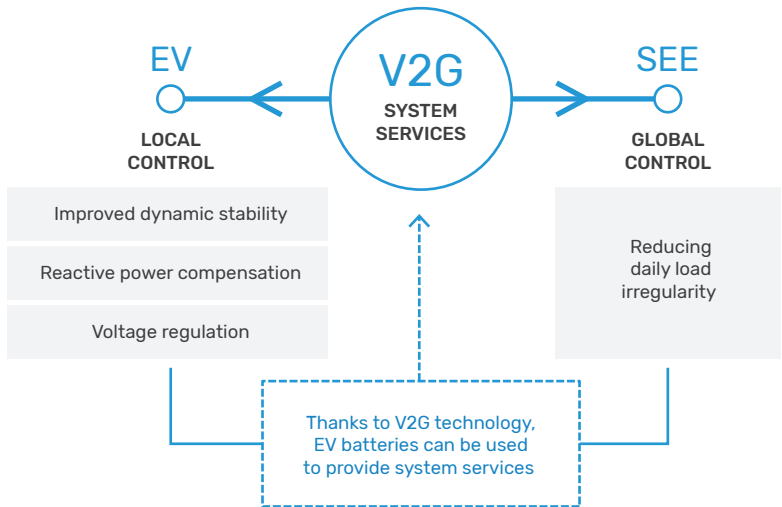 EV
V2G
SYSTEM
SERVICES
SEE
LOCAL
CONTROL
GLOBAL
CONTROL
Improved dynamic stability
Reactive power compensation
Voltage regulation
Reducing
daily load
irregularity
Thanks to V2G technology,
EV batteries can be used
to provide system services